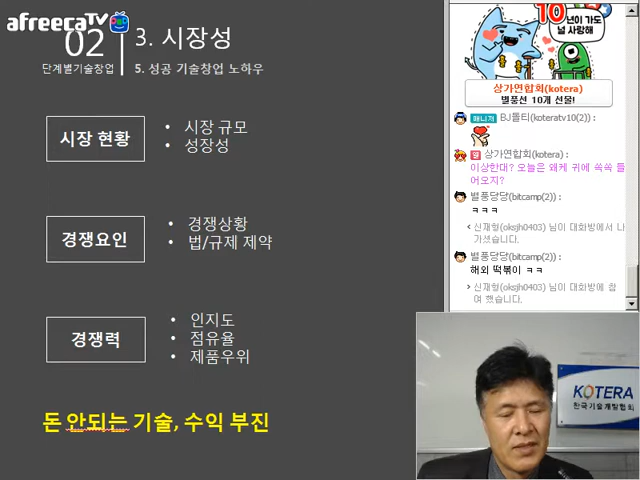 afreecaTV
02
단계별기술창업
3. 시장성
5. 성공 기술창업 노하우
시장 현황
• 시장 규모
• 성장성
경쟁요인
• 경쟁상황
• 법/규제 제약
경쟁력
• 인지도
• 점유율
• 제품우위
돈 안되는 기술, 수익 부진
10년이 가도
널 사랑해
상가연합회(kotera)
별풍선 10개 선물!
매니저 BJ몰티(koteratv10(2)) :
열 상가연합회(kotera) :
이상한대? 오늘은 왜케 귀에 쏙쏙 들
어오지?
별풍당당(bitcamp(2)) :
ㅋㅋㅋ
신재형(oksjh0403) 님이 대화방에서 나
가셨습니다.
별풍당당(bitcamp(2)) :
해외 떡볶이 ㅋㅋ
신재형(oksjh0403) 님이 대화방에 참
여 했습니다.
KOTERA
한국기술개발협회